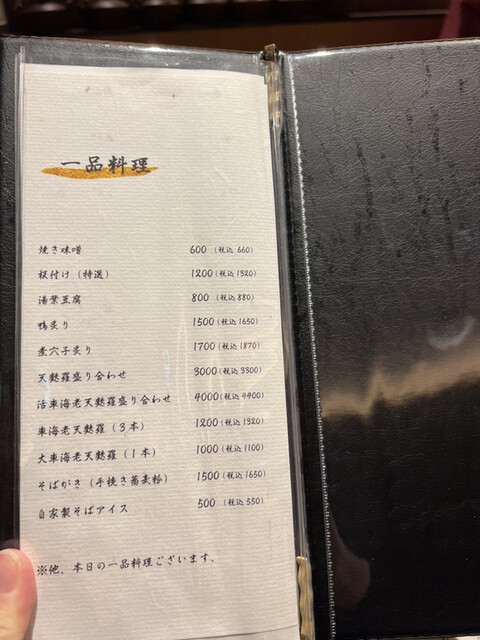 一品料理
焼き味噌 600 (税込 660)
板付け (特選) 1200 (税込 1320)
湯葉豆腐 800 (税込 880)
鴨炙り 1500 (税込 1650)
煮穴子炙り 1700 (税込 1870)
天麩羅盛り合わせ 3000 (税込 3300)
活車海老天麩羅盛り合わせ 4000 (税込 4400)
車海老天麩羅 (3本) 1200 (税込 1320)
大車海老天麩羅 (1本) 1000 (税込 1100)
そばがき (手挽き蕎麦粉) 1500 (税込 1650)
自家製そばアイス 500 (税込 550)
※他、本日の一品料理ございます.